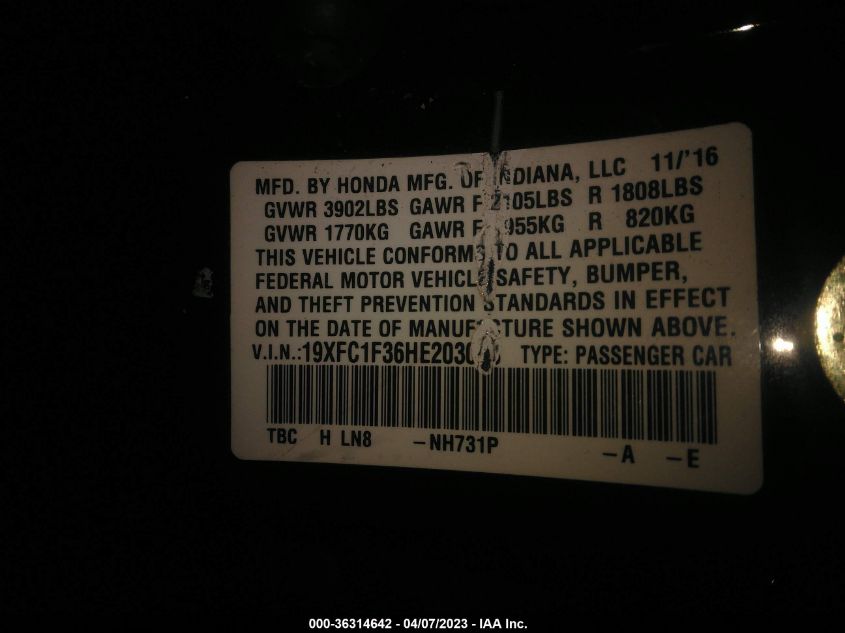 MFD. BY HONDA MFG. OF INDIANA, LLC 11/'16
GVWR 3902LBS GAWR F 2105LBS R 1808LBS
GVWR 1770KG GAWR F 955KG R 820KG
THIS VEHICLE CONFORMS TO ALL APPLICABLE
FEDERAL MOTOR VEHICLE SAFETY, BUMPER,
AND THEFT PREVENTION STANDARDS IN EFFECT
ON THE DATE OF MANUFACTURE SHOWN ABOVE.
V.I.N.: TYPE: PASSENGER CAR
TBC H LN8 -NH731P -A -E
000-36314642 - 04/07/2023 - IAA Inc.